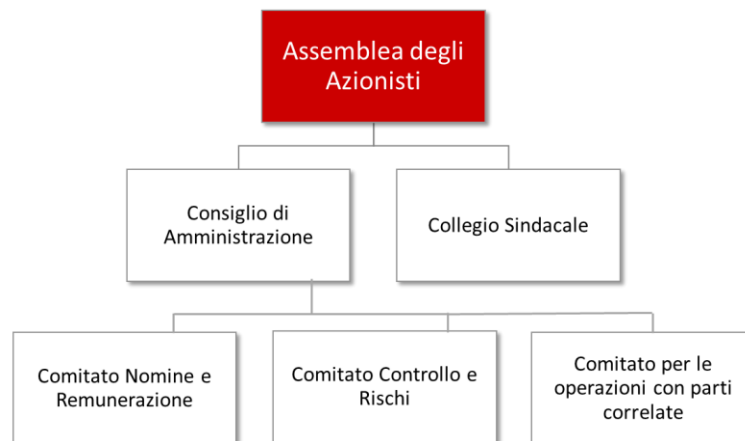 Assemblea degli
Azionisti
Consiglio di
Amministrazione
Collegio Sindacale
Comitato Nomine e
Remunerazione
Comitato Controllo e
Rischi
Comitato per le
operazioni con parti
correlate